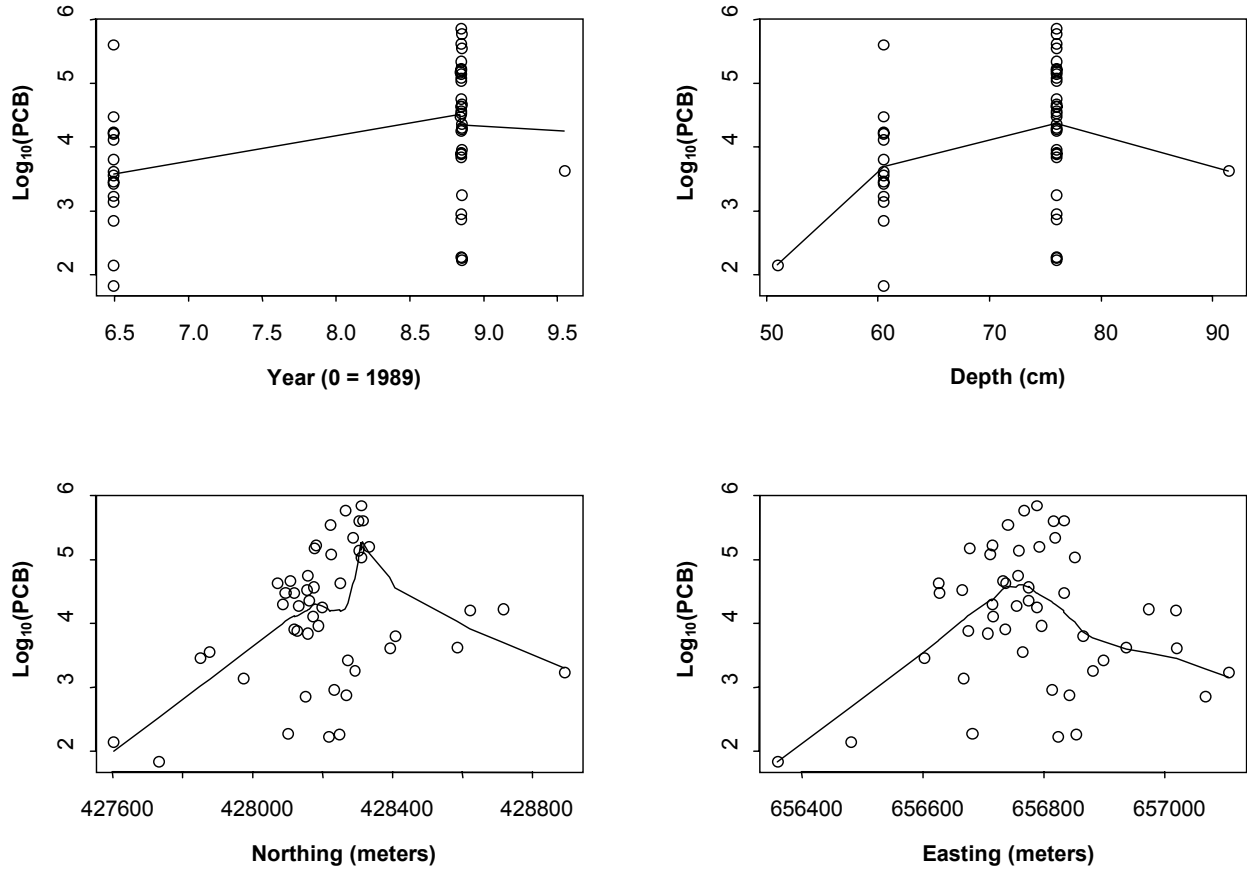 6
5
4
3
2
Log₁₀(PCB)
6.5 7.0 7.5 8.0 8.5 9.0 9.5
Year (0 = 1989)
6
5
4
3
2
Log₁₀(PCB)
50 60 70 80 90
Depth (cm)
6
5
4
3
2
Log₁₀(PCB)
427600 428000 428400 428800
Northing (meters)
6
5
4
3
2
Log₁₀(PCB)
656400 656600 656800 657000
Easting (meters)